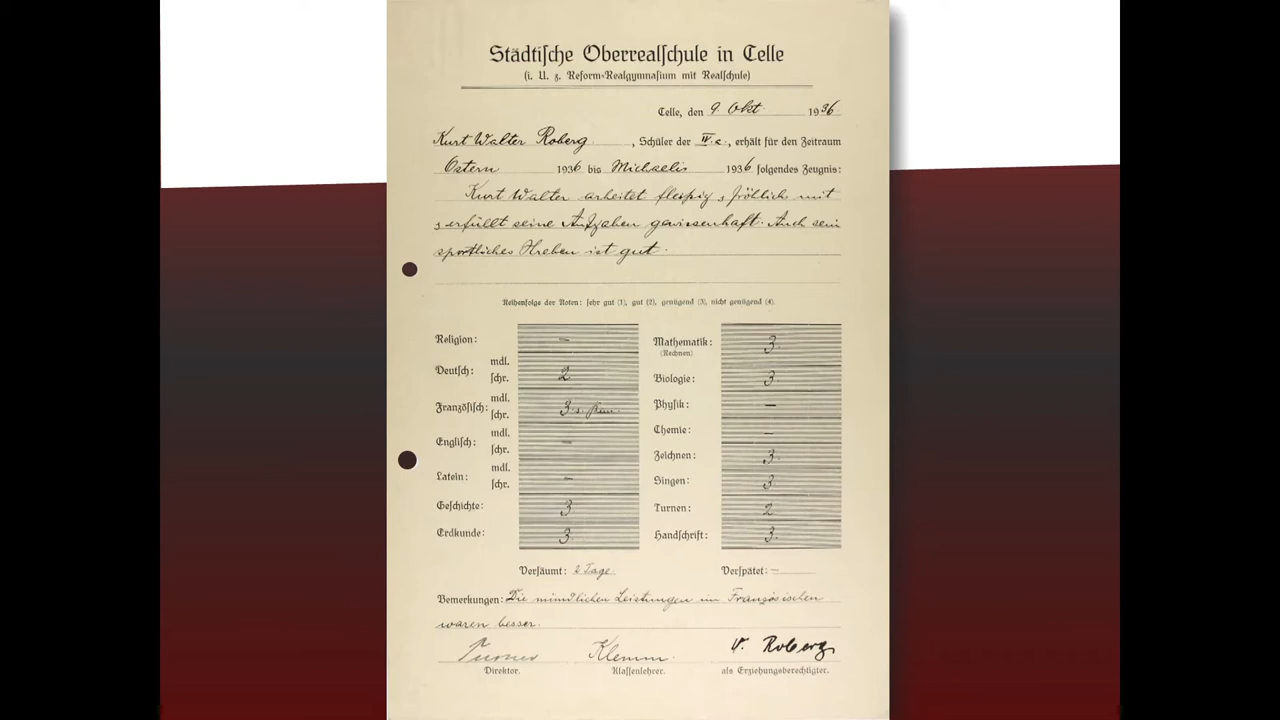 Städtische Oberrealschule in Celle
(i. U. z. Reform-Realgymnasium mit Realschule)
Celle, den 9. Okt. 1936
Kurt Walter Roberg, Schüler der IV.c., erhält für den Zeitraum
Ostern 1936 bis Michaelis 1936 folgendes Zeugnis:
Kurt Walter arbeitet fleißig & fröhlich mit
& erfüllt seine Aufgaben gewissenhaft. Auch sein
sportliches Streben ist gut.
Reihenfolge der Noten: sehr gut (1), gut (2), genügend (3), nicht genügend (4).
Religion: —
Deutsch: mdl. schr. 2
Französisch: mdl. schr. 3
Englisch: mdl. schr. —
Latein: mdl. schr. —
Geschichte: 3
Erdkunde: 3.
Mathematik: 3.
(Rechnen)
Biologie: 3
Physik: —
Chemie: —
Zeichnen: 3.
Singen: 3.
Turnen: 2
Handschrift: 3.
Versäumt: 2 Tage. Verspätet: —
Bemerkungen: Die mündlichen Leistungen im Französischen
waren besser.
Klemm. V. Roberg
Direktor. Klassenlehrer. als Erziehungsberechtigter.